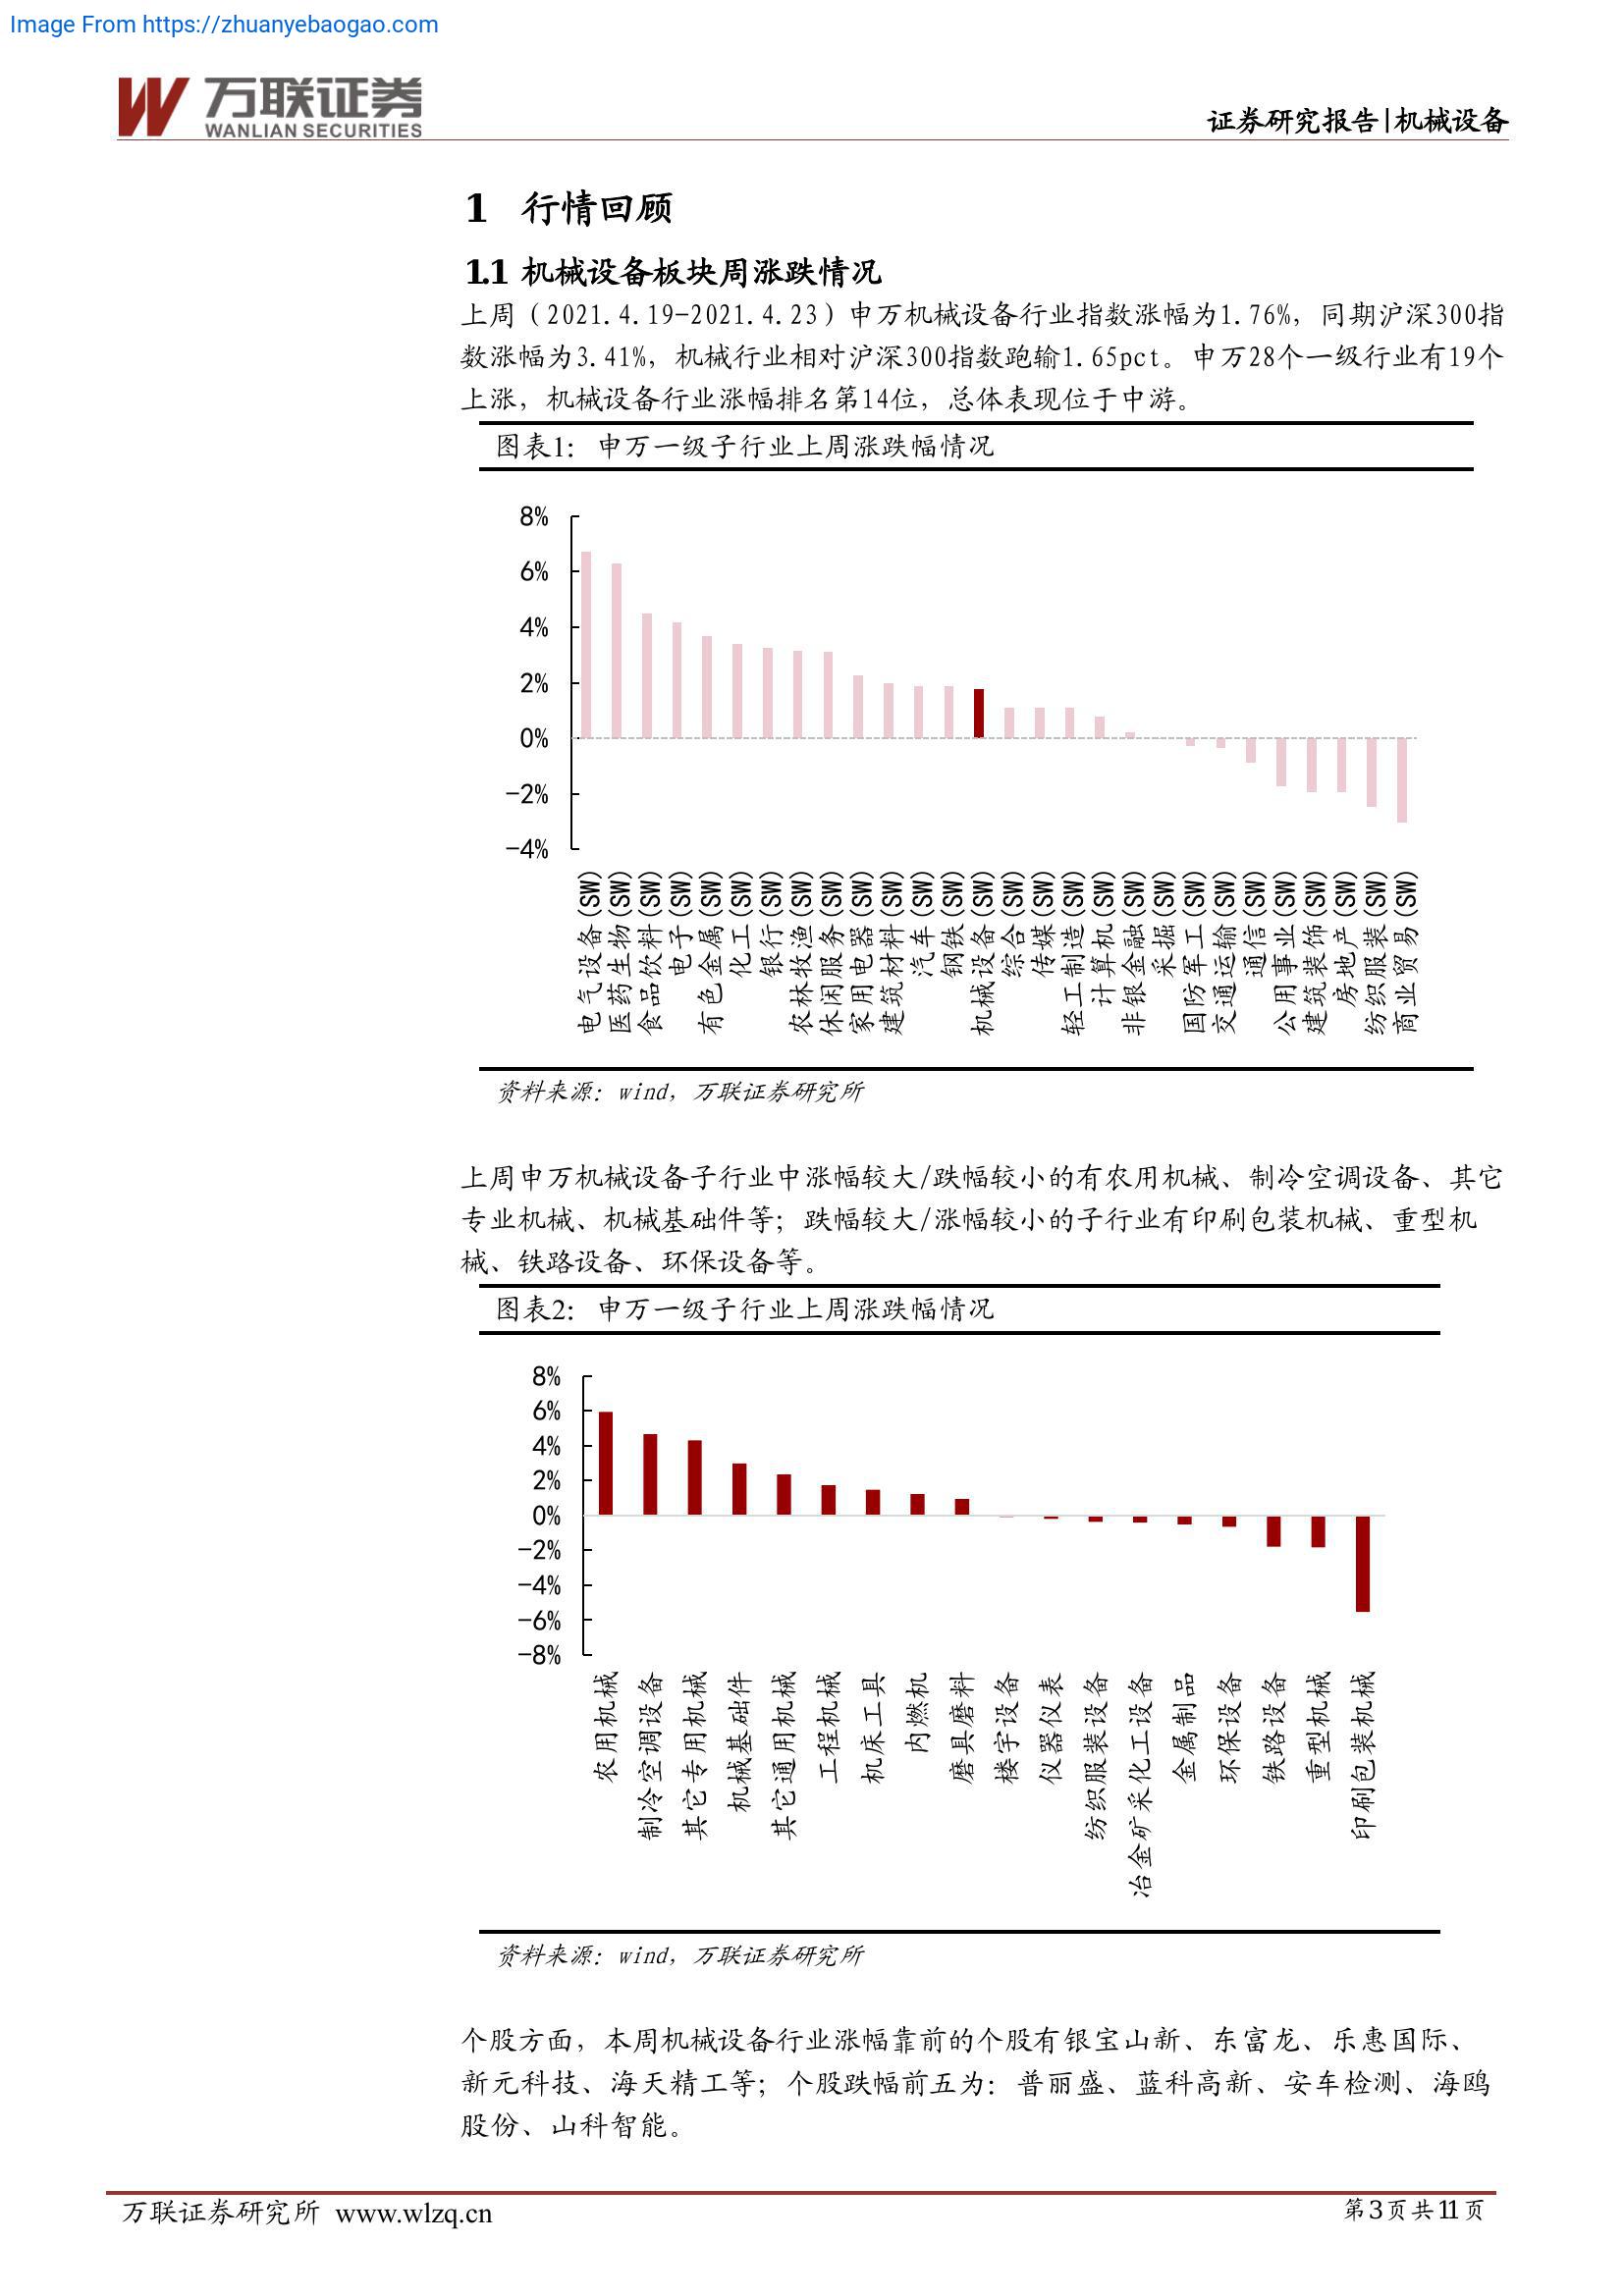 Image From https://zhuanyebaogao.com
万联证券
WANLIAN SECURITIES
证券研究报告|机械设备
1 行情回顾
1.1 机械设备板块周涨跌情况
上周（2021.4.19-2021.4.23）申万机械设备行业指数涨幅为1.76%，同期沪深300指
数涨幅为3.41%，机械行业相对沪深300指数跑输1.65pct。申万28个一级行业有19个
上涨，机械设备行业涨幅排名第14位，总体表现位于中游。
图表1：申万一级子行业上周涨跌幅情况
8%
6%
4%
2%
0%
-2%
-4%
电气设备(SW)
医药生物(SW)
食品饮料(SW)
电子(SW)
有色金属(SW)
化工(SW)
银行(SW)
农林牧渔(SW)
休闲服务(SW)
家用电器(SW)
建筑材料(SW)
汽车(SW)
钢铁(SW)
机械设备(SW)
综合(SW)
传媒(SW)
轻工制造(SW)
计算机(SW)
非银金融(SW)
采掘(SW)
国防军工(SW)
交通运输(SW)
通信(SW)
公用事业(SW)
建筑装饰(SW)
房地产(SW)
纺织服装(SW)
商业贸易(SW)
资料来源：wind，万联证券研究所
上周申万机械设备子行业中涨幅较大/跌幅较小的有农用机械、制冷空调设备、其它
专业机械、机械基础件等；跌幅较大/涨幅较小的子行业有印刷包装机械、重型机
械、铁路设备、环保设备等。
图表2：申万一级子行业上周涨跌幅情况
8%
6%
4%
2%
0%
-2%
-4%
-6%
-8%
农用机械
制冷空调设备
其它专用机械
机械基础件
其它通用机械
工程机械
机床工具
内燃机
磨具磨料
楼宇设备
仪器仪表
纺织服装设备
冶金矿采化工设备
金属制品
环保设备
铁路设备
重型机械
印刷包装机械
资料来源：wind，万联证券研究所
个股方面，本周机械设备行业涨幅靠前的个股有银宝山新、东富龙、乐惠国际、
新元科技、海天精工等；个股跌幅前五为：普丽盛、蓝科高新、安车检测、海鸥
股份、山科智能。
万联证券研究所 www.wlzq.cn
第3页共11页